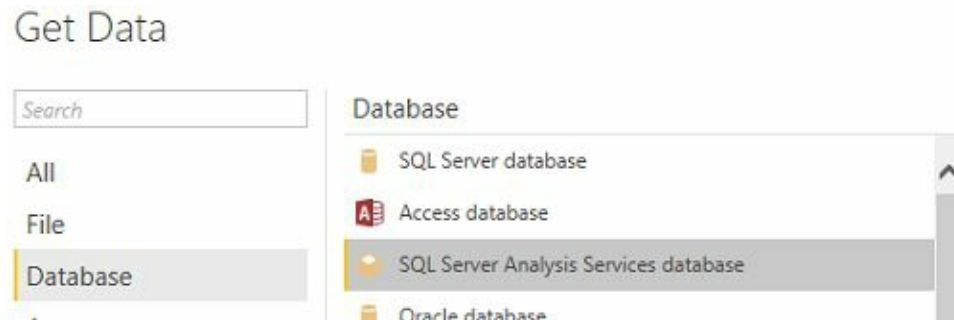 Get Data
Search
All
File
Database
Database
SQL Server database
Access database
SQL Server Analysis Services database
Oracle database